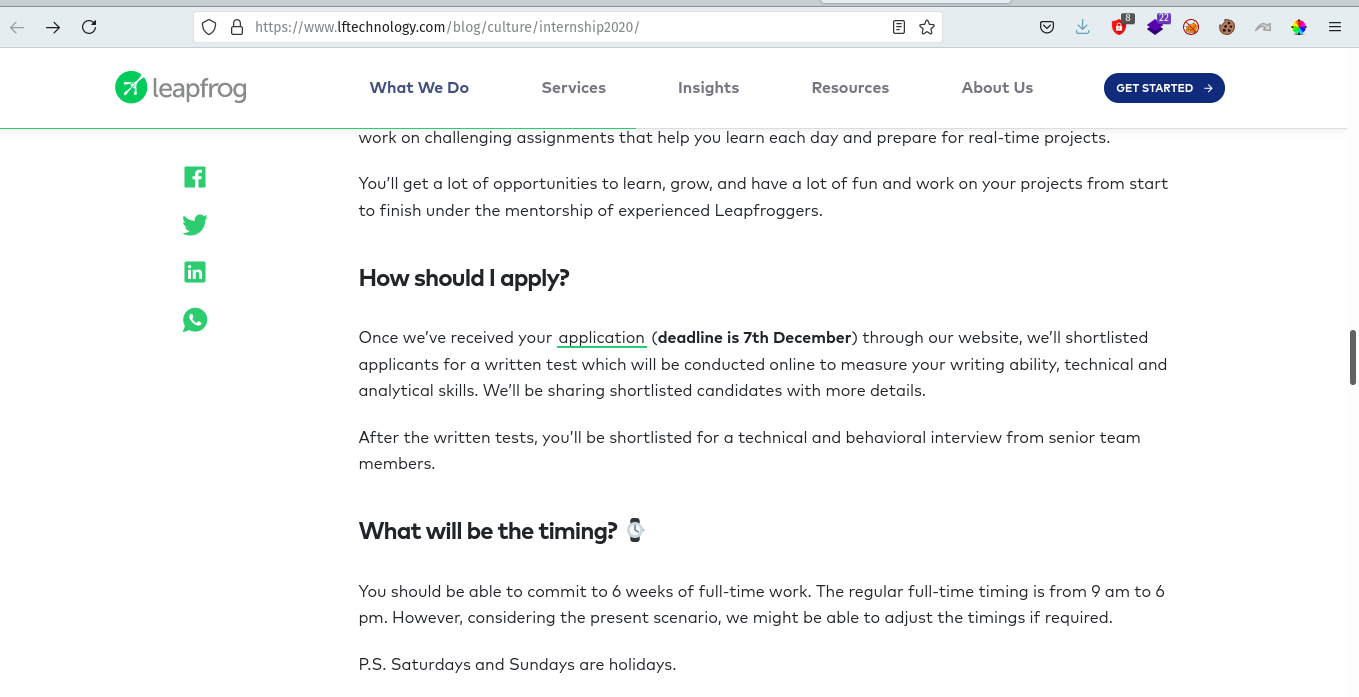 https://www.lftechnology.com/blog/culture/internship2020/
8
22
leapfrog
What We Do
Services
Insights
Resources
About Us
GET STARTED →
work on challenging assignments that help you learn each day and prepare for real-time projects.
You’ll get a lot of opportunities to learn, grow, and have a lot of fun and work on your projects from start
to finish under the mentorship of experienced Leapfroggers.
How should I apply?
Once we’ve received your application (deadline is 7th December) through our website, we’ll shortlisted
applicants for a written test which will be conducted online to measure your writing ability, technical and
analytical skills. We’ll be sharing shortlisted candidates with more details.
After the written tests, you’ll be shortlisted for a technical and behavioral interview from senior team
members.
What will be the timing? ⌚
You should be able to commit to 6 weeks of full-time work. The regular full-time timing is from 9 am to 6
pm. However, considering the present scenario, we might be able to adjust the timings if required.
P.S. Saturdays and Sundays are holidays.